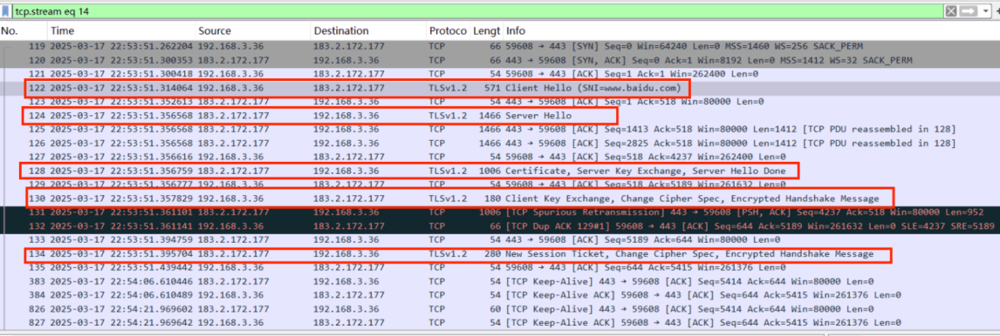 tcp.stream eq 14
No. Time Source Destination Protoco Lengt Info
119 2025-03-17 22:53:51.262204 192.168.3.36 183.2.172.177 TCP 66 59608 → 443 [SYN] Seq=0 Win=64240 Len=0 MSS=1460 WS=256 SACK_PERM
120 2025-03-17 22:53:51.300353 183.2.172.177 192.168.3.36 TCP 66 443 → 59608 [SYN, ACK] Seq=0 Ack=1 Win=8192 Len=0 MSS=1412 WS=32 SACK_PERM
121 2025-03-17 22:53:51.300418 192.168.3.36 183.2.172.177 TCP 54 59608 → 443 [ACK] Seq=1 Ack=1 Win=262400 Len=0
122 2025-03-17 22:53:51.314064 192.168.3.36 183.2.172.177 TLSv1.2 571 Client Hello (SNI=www.baidu.com)
123 2025-03-17 22:53:51.352613 183.2.172.177 192.168.3.36 TCP 54 443 → 59608 [ACK] Seq=1 Ack=518 Win=80000 Len=0
124 2025-03-17 22:53:51.356568 183.2.172.177 192.168.3.36 TLSv1.2 1466 Server Hello
125 2025-03-17 22:53:51.356568 183.2.172.177 192.168.3.36 TCP 1466 443 → 59608 [ACK] Seq=1413 Ack=518 Win=80000 Len=1412 [TCP PDU reassembled in 128]
126 2025-03-17 22:53:51.356568 183.2.172.177 192.168.3.36 TCP 1466 443 → 59608 [ACK] Seq=2825 Ack=518 Win=80000 Len=1412 [TCP PDU reassembled in 128]
127 2025-03-17 22:53:51.356616 192.168.3.36 183.2.172.177 TCP 54 59608 → 443 [ACK] Seq=518 Ack=4237 Win=262400 Len=0
128 2025-03-17 22:53:51.356759 183.2.172.177 192.168.3.36 TLSv1.2 1006 Certificate, Server Key Exchange, Server Hello Done
129 2025-03-17 22:53:51.356777 192.168.3.36 183.2.172.177 TCP 54 59608 → 443 [ACK] Seq=518 Ack=5189 Win=261632 Len=0
130 2025-03-17 22:53:51.357829 192.168.3.36 183.2.172.177 TLSv1.2 180 Client Key Exchange, Change Cipher Spec, Encrypted Handshake Message
131 2025-03-17 22:53:51.361101 183.2.172.177 192.168.3.36 TCP 1006 [TCP Spurious Retransmission] 443 → 59608 [PSH, ACK] Seq=4237 Ack=518 Win=80000 Len=952
132 2025-03-17 22:53:51.361141 192.168.3.36 183.2.172.177 TCP 66 [TCP Dup ACK 129#1] 59608 → 443 [ACK] Seq=644 Ack=5189 Win=261632 Len=0 SLE=4237 SRE=5189
133 2025-03-17 22:53:51.394759 183.2.172.177 192.168.3.36 TCP 54 443 → 59608 [ACK] Seq=5189 Ack=644 Win=80000 Len=0
134 2025-03-17 22:53:51.395704 183.2.172.177 192.168.3.36 TLSv1.2 280 New Session Ticket, Change Cipher Spec, Encrypted Handshake Message
135 2025-03-17 22:53:51.439442 192.168.3.36 183.2.172.177 TCP 54 59608 → 443 [ACK] Seq=644 Ack=5415 Win=261376 Len=0
383 2025-03-17 22:54:06.610446 183.2.172.177 192.168.3.36 TCP 54 [TCP Keep-Alive] 443 → 59608 [ACK] Seq=5414 Ack=644 Win=80000 Len=0
384 2025-03-17 22:54:06.610489 192.168.3.36 183.2.172.177 TCP 54 [TCP Keep-Alive ACK] 59608 → 443 [ACK] Seq=644 Ack=5415 Win=261376 Len=0
826 2025-03-17 22:54:21.969602 183.2.172.177 192.168.3.36 TCP 60 [TCP Keep-Alive] 443 → 59608 [ACK] Seq=5414 Ack=644 Win=80000 Len=0
827 2025-03-17 22:54:21.969642 192.168.3.36 183.2.172.177 TCP 54 [TCP Keep-Alive ACK] 59608 → 443 [ACK] Seq=644 Ack=5415 Win=261376 Len=0